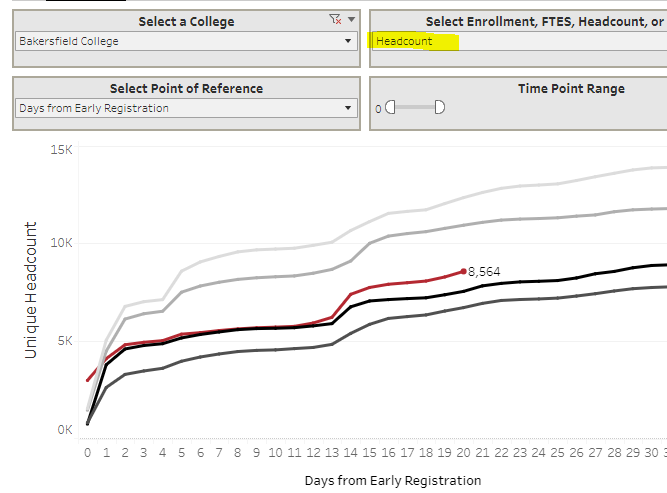 Select a College
Select Enrollment, FTES, Headcount, or
Bakersfield College
Headcount
Select Point of Reference
Time Point Range
Days from Early Registration
0
15K
10K
5K
0K
Unique Headcount
8,564
0 1 2 3 4 5 6 7 8 9 10 11 12 13 14 15 16 17 18 19 20 21 22 23 24 25 26 27 28 29 30
Days from Early Registration